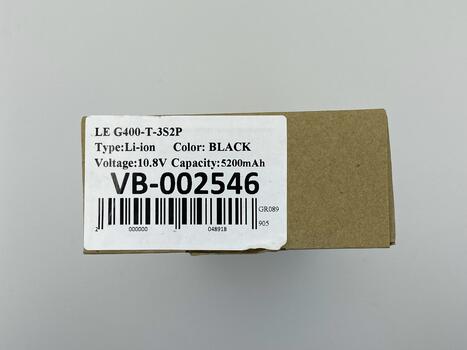 LE G400-T-3S2P
Type:Li-ion Color: BLACK
Voltage:10.8V Capacity:5200mAh
VB-002546
GR089
905
2 000000 048918